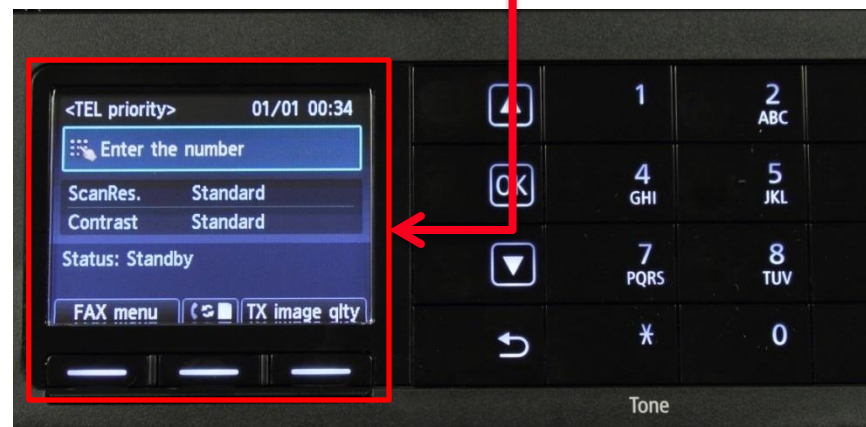 <TEL priority> 01/01 00:34
Enter the number
ScanRes. Standard
Contrast Standard
Status: Standby
FAX menu TX image qlty
1 2
ABC
OK 4 5
GHI JKL
7 8
PQRS TUV
* 0
Tone